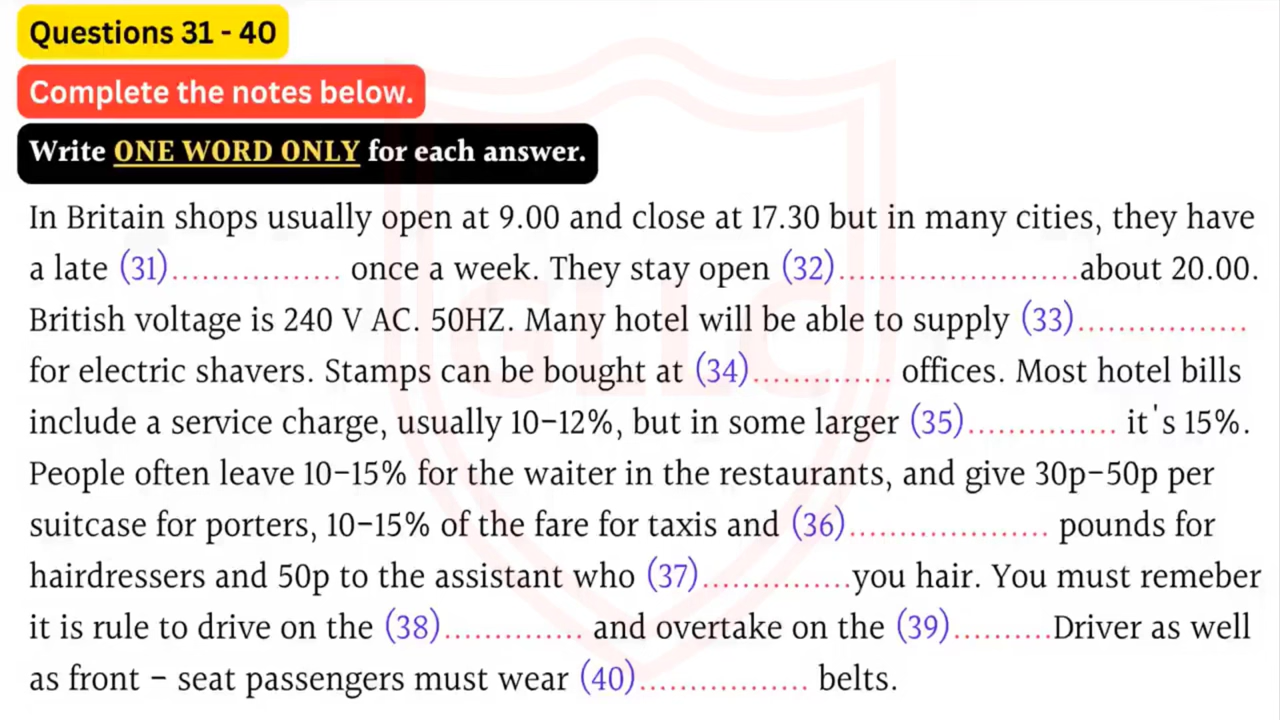 Questions 31 - 40
Complete the notes below.
Write ONE WORD ONLY for each answer.
In Britain shops usually open at 9.00 and close at 17.30 but in many cities, they have
a late (31)................. once a week. They stay open (32)........................about 20.00.
British voltage is 240 V AC. 50HZ. Many hotel will be able to supply (33).................
for electric shavers. Stamps can be bought at (34).............. offices. Most hotel bills
include a service charge, usually 10–12%, but in some larger (35)............... it's 15%.
People often leave 10–15% for the waiter in the restaurants, and give 30p–50p per
suitcase for porters, 10–15% of the fare for taxis and (36).................... pounds for
hairdressers and 50p to the assistant who (37)...............you hair. You must remeber
it is rule to drive on the (38).............. and overtake on the (39)..........Driver as well
as front – seat passengers must wear (40)................. belts.
GLLC